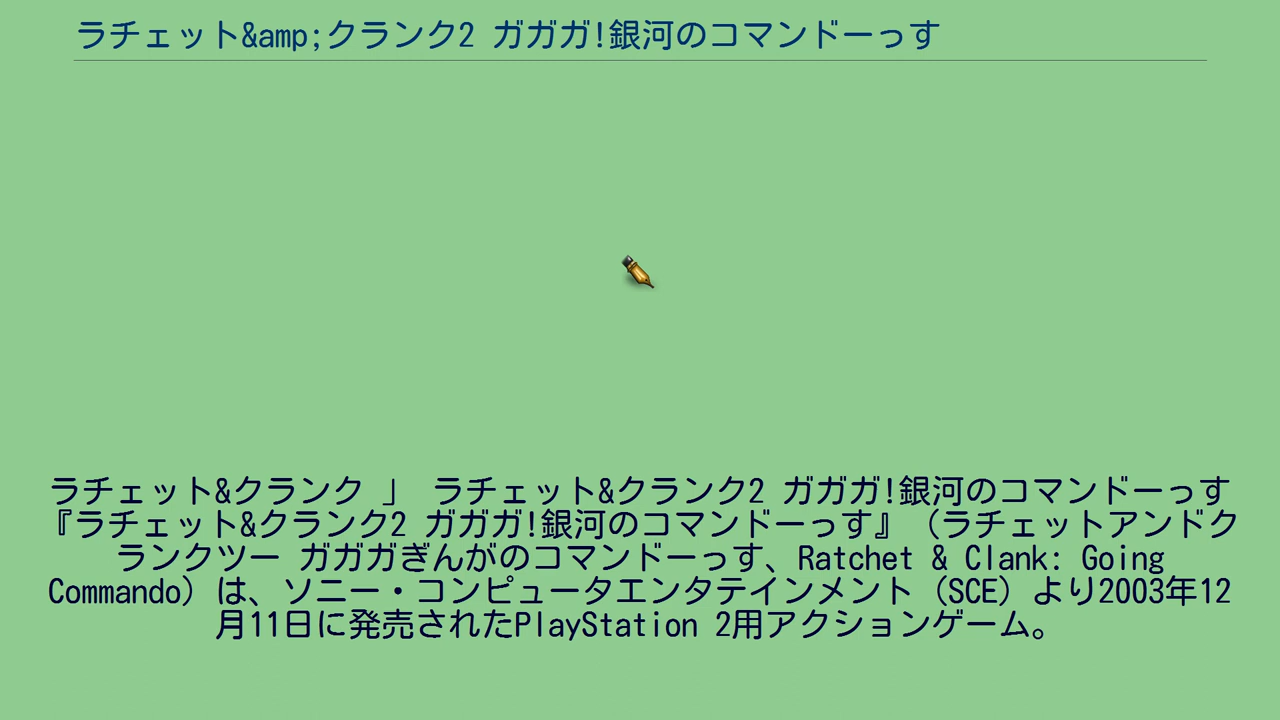 ラチェット&amp;クランク2 ガガガ!銀河のコマンドーっす
ラチェット&クランク 」 ラチェット&クランク2 ガガガ!銀河のコマンドーっす
『ラチェット&クランク2 ガガガ!銀河のコマンドーっす』（ラチェットアンドク
ランクツー ガガガぎんがのコマンドーっす、Ratchet & Clank: Going
Commando）は、ソニー・コンピュータエンタテインメント（SCE）より2003年12
月11日に発売されたPlayStation 2用アクションゲーム。